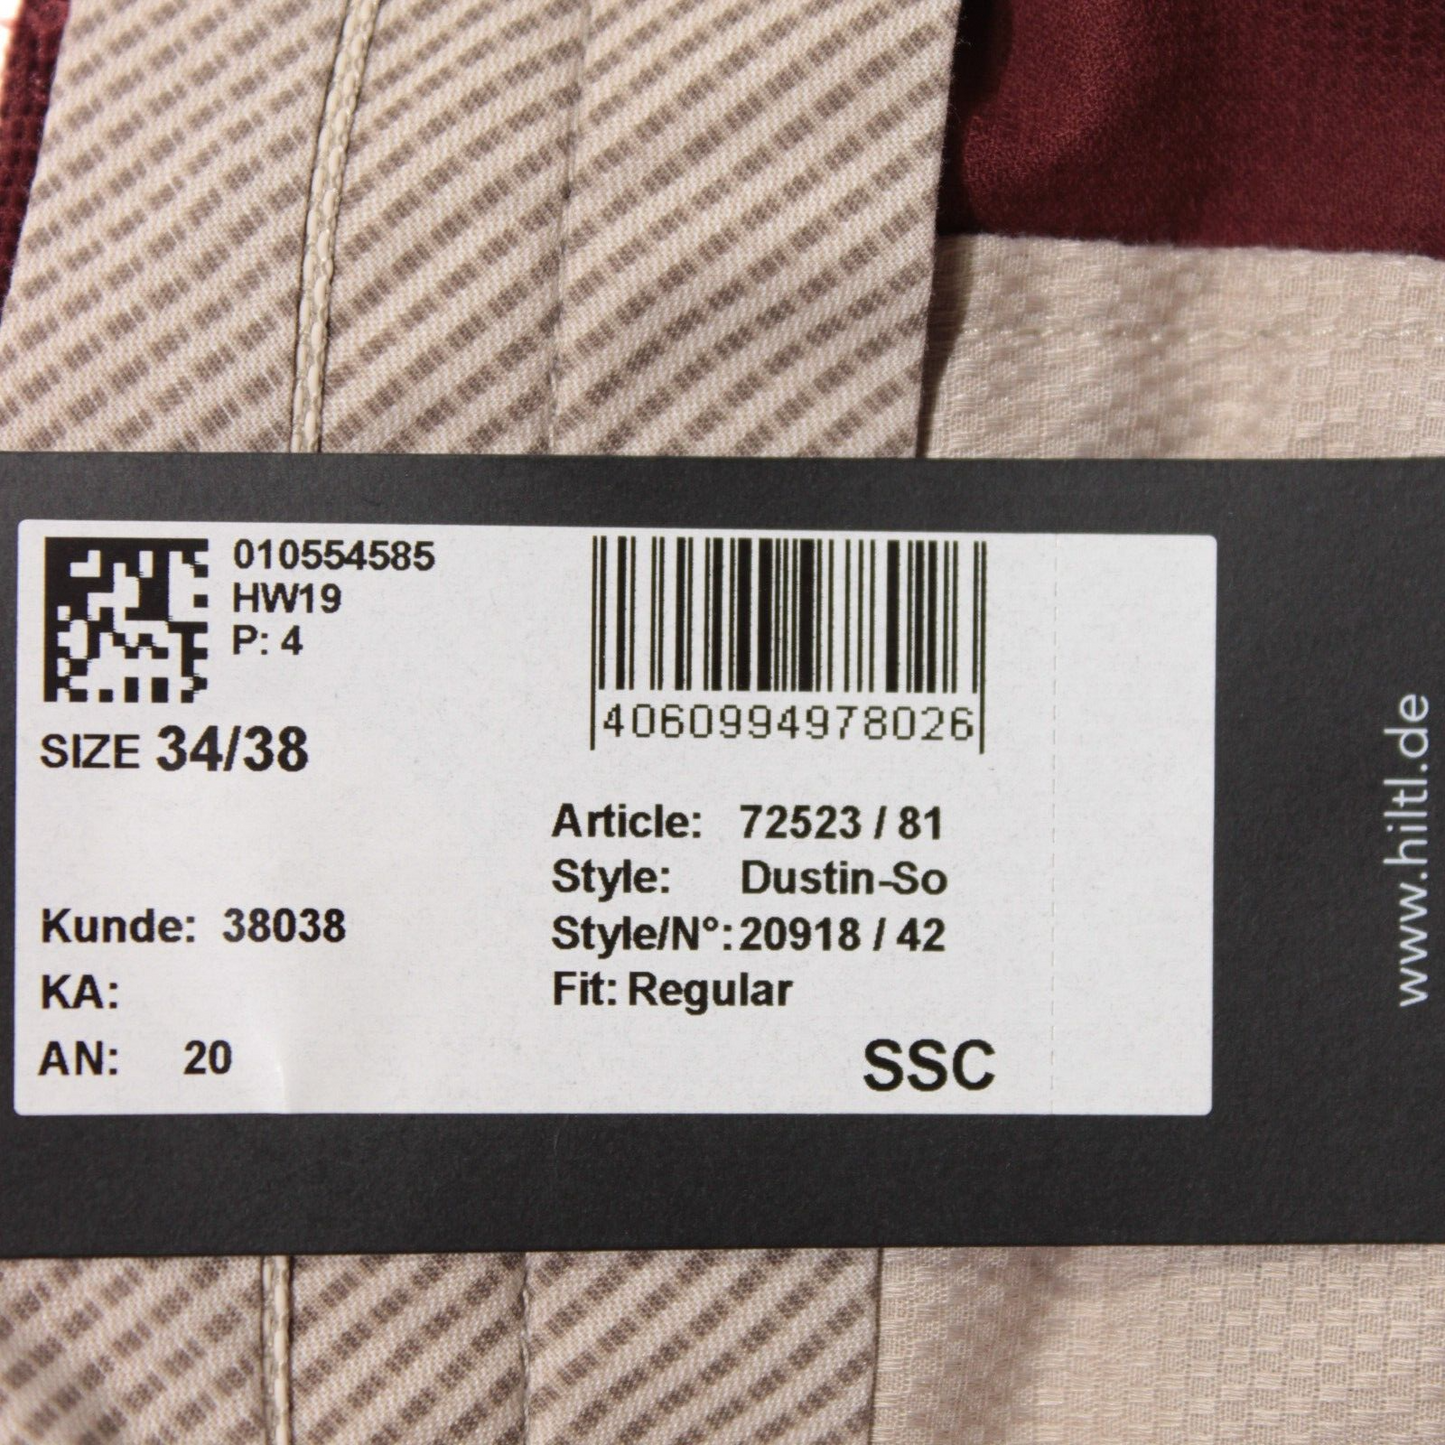 010554585
HW19
P: 4
SIZE 34/38
4060994978026
Article: 72523 / 81
Style: Dustin-So
Style/N°: 20918 / 42
Fit: Regular
Kunde: 38038
KA:
AN: 20
SSC
www.hiltl.de